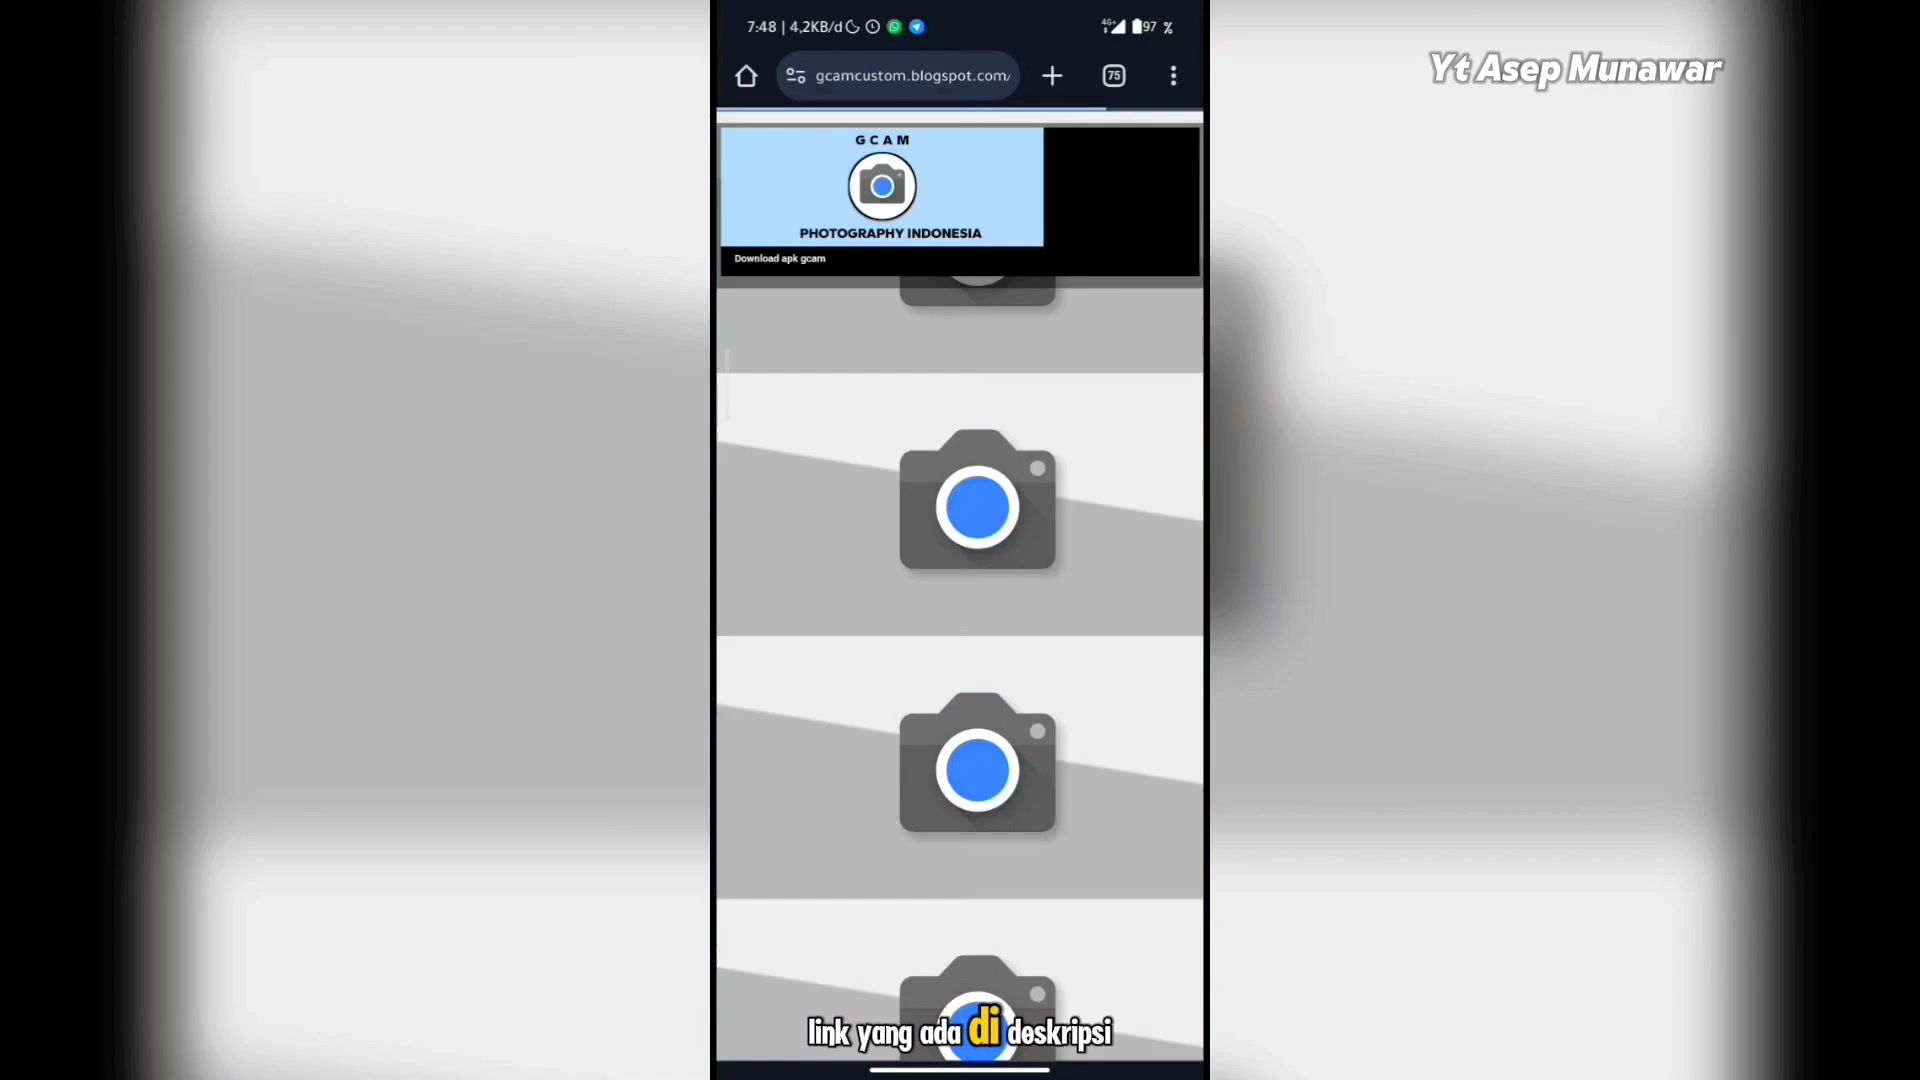 7:48 | 4,2KB/d
4G+ 97 %
Yt Asep Munawar
gcamcustom.blogspot.com/
75
GCAM
PHOTOGRAPHY INDONESIA
Download apk gcam
link yang ada di deskripsi